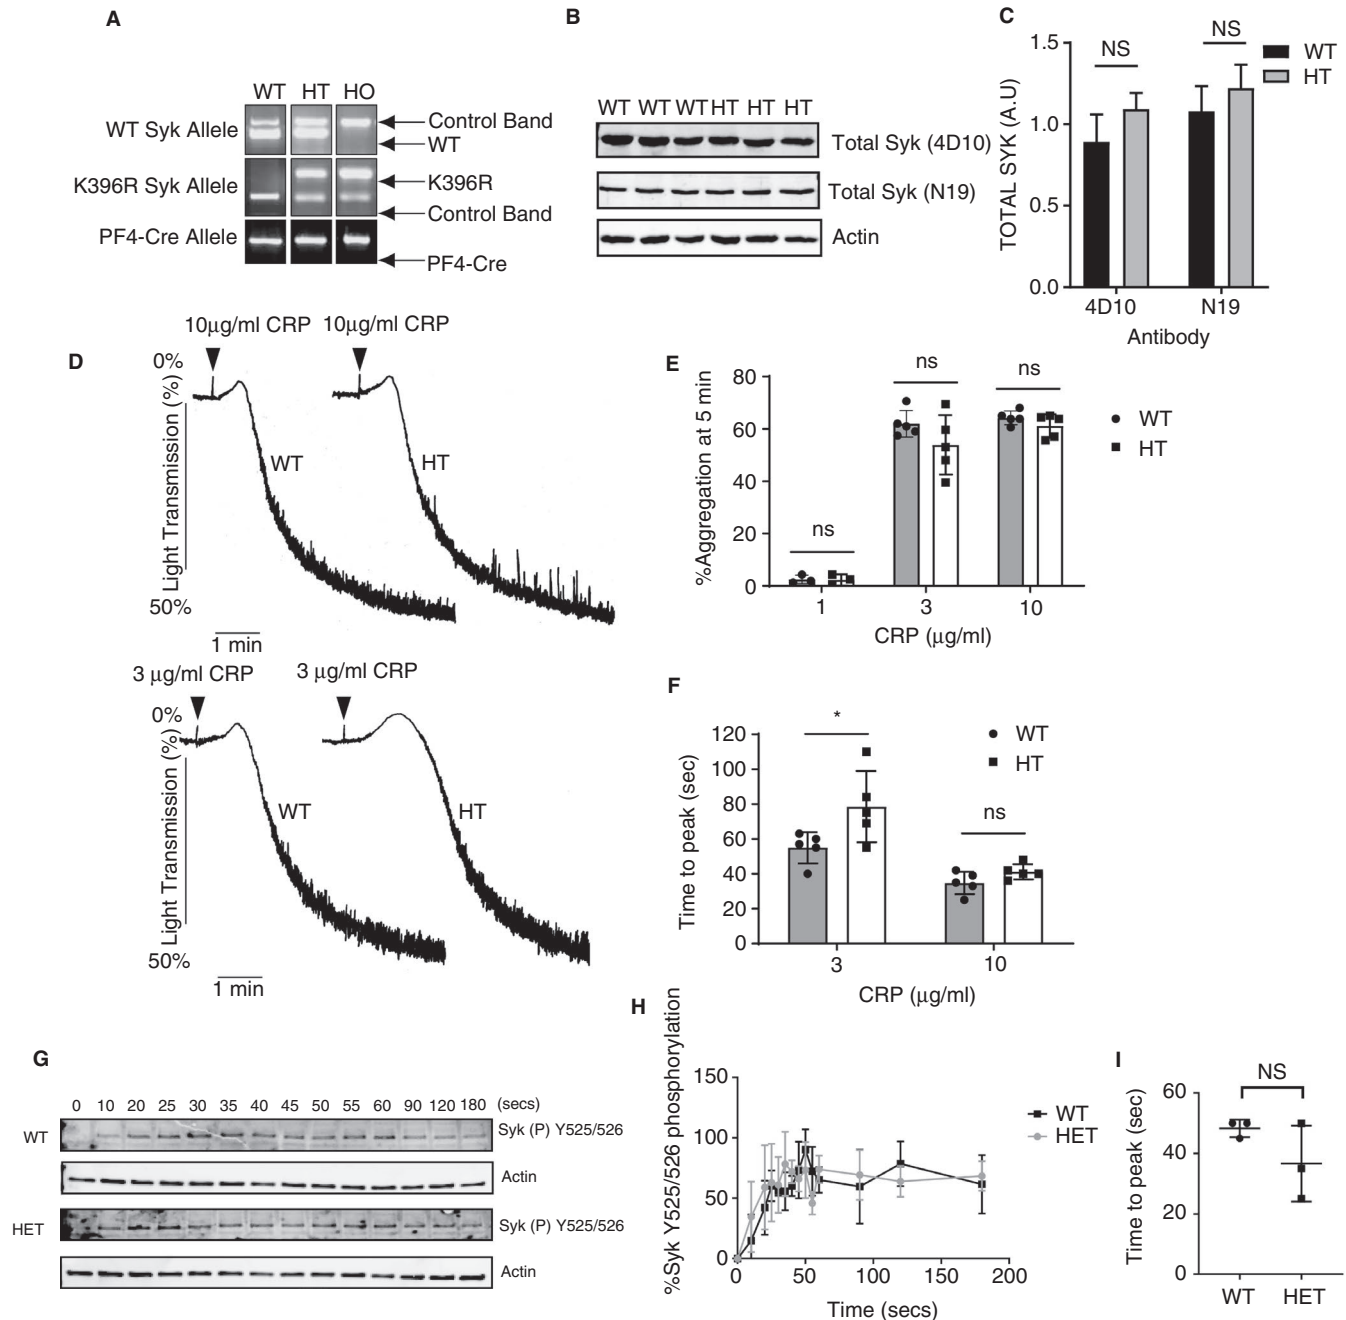 A
WT HT HO
WT Syk Allele
Control Band
WT
K396R Syk Allele
K396R
Control Band
PF4-Cre Allele
PF4-Cre
B
WT WT WT HT HT HT
Total Syk (4D10)
Total Syk (N19)
Actin
C
TOTAL SYK (A.U)
1.5
1.0
0.5
0.0
NS
NS
WT
HT
4D10 N19
Antibody
D
10μg/ml CRP 10μg/ml CRP
0%
Light Transmission (%)
50%
WT
HT
1 min
3 μg/ml CRP 3 μg/ml CRP
0%
Light Transmission (%)
50%
WT
HT
1 min
E
%Aggregation at 5 min
80
60
40
20
0
ns
ns
ns
WT
HT
1 3 10
CRP (μg/ml)
F
Time to peak (sec)
120
100
80
60
40
20
0
*
ns
WT
HT
3 10
CRP (μg/ml)
G
0 10 20 25 30 35 40 45 50 55 60 90 120 180 (secs)
WT
Syk (P) Y525/526
Actin
HET
Syk (P) Y525/526
Actin
H
%Syk Y525/526 phosphorylation
150
100
50
0
WT
HET
0 50 100 150 200
Time (secs)
I
Time to peak (sec)
60
40
20
0
NS
WT HET